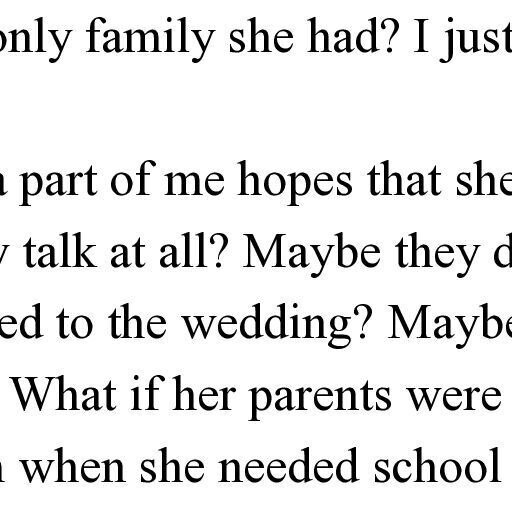 only family she had? I just
a part of me hopes that she
talk at all? Maybe they
to the wedding? Maybe
What if her parents were
when she needed school